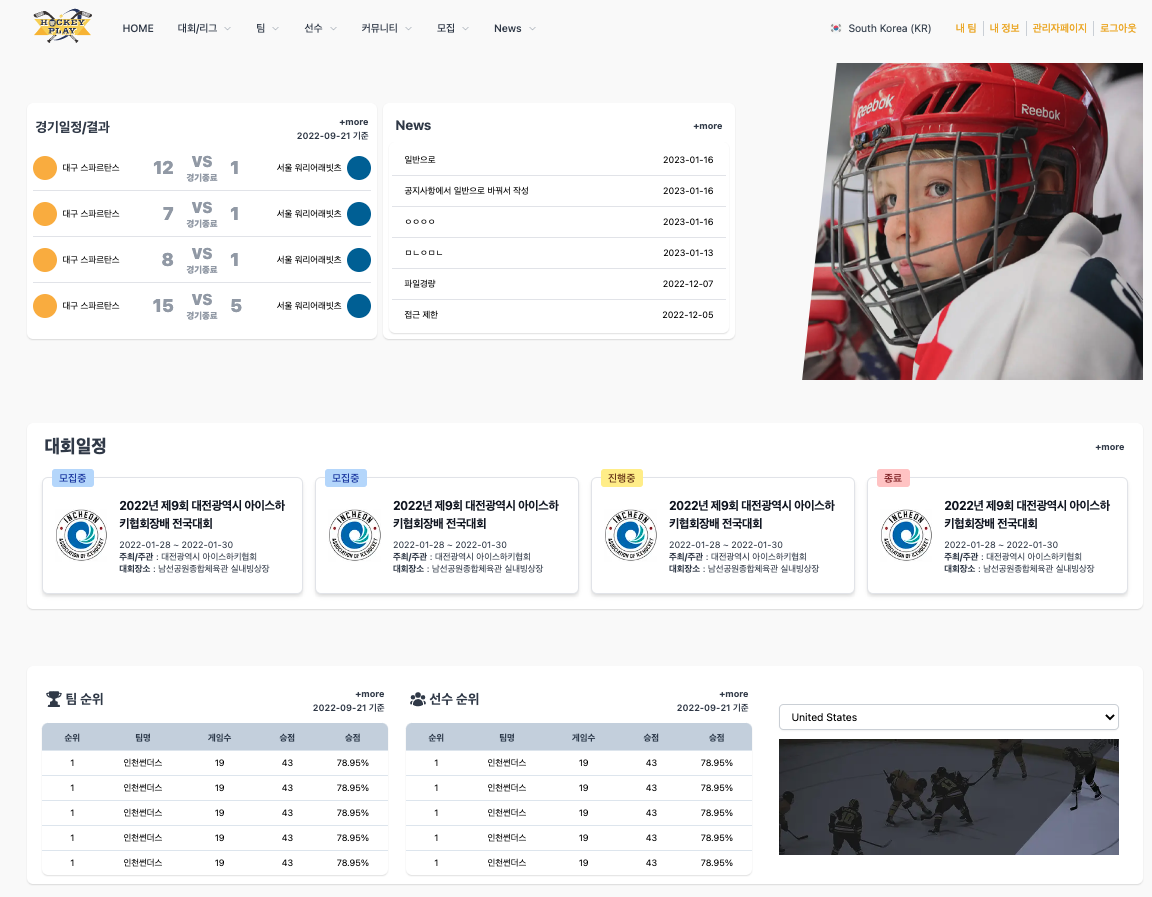 HOCKEY
PLAY
HOME 대회/리그 팀 선수 커뮤니티 모집 News
South Korea (KR) 내 팀 내 정보 관리자페이지 로그아웃
경기일정/결과
+more
2022-09-21 기준
대구 스파르탄스 12 VS 1 서울 워리어래빗츠
경기종료
대구 스파르탄스 7 VS 1 서울 워리어래빗츠
경기종료
대구 스파르탄스 8 VS 1 서울 워리어래빗츠
경기종료
대구 스파르탄스 15 VS 5 서울 워리어래빗츠
경기종료
News +more
일반으로 2023-01-16
공지사항에서 일반으로 바꿔서 작성 2023-01-16
ㅇㅇㅇㅇ 2023-01-16
ㅁㄴㅇㅁㄴ 2023-01-13
파일경량 2022-12-07
접근 제한 2022-12-05
Reebok
Reebok
대회일정 +more
모집중
INCHEON
ASSOCIATION OF ICEHOCKEY
2022년 제9회 대전광역시 아이스하
키협회장배 전국대회
2022-01-28 ~ 2022-01-30
주최/주관 : 대전광역시 아이스하키협회
대회장소 : 남선공원종합체육관 실내빙상장
모집중
INCHEON
ASSOCIATION OF ICEHOCKEY
2022년 제9회 대전광역시 아이스하
키협회장배 전국대회
2022-01-28 ~ 2022-01-30
주최/주관 : 대전광역시 아이스하키협회
대회장소 : 남선공원종합체육관 실내빙상장
진행중
INCHEON
ASSOCIATION OF ICEHOCKEY
2022년 제9회 대전광역시 아이스하
키협회장배 전국대회
2022-01-28 ~ 2022-01-30
주최/주관 : 대전광역시 아이스하키협회
대회장소 : 남선공원종합체육관 실내빙상장
종료
INCHEON
ASSOCIATION OF ICEHOCKEY
2022년 제9회 대전광역시 아이스하
키협회장배 전국대회
2022-01-28 ~ 2022-01-30
주최/주관 : 대전광역시 아이스하키협회
대회장소 : 남선공원종합체육관 실내빙상장
팀 순위
+more
2022-09-21 기준
순위 팀명 게임수 승점 승점
1 인천썬더스 19 43 78.95%
1 인천썬더스 19 43 78.95%
1 인천썬더스 19 43 78.95%
1 인천썬더스 19 43 78.95%
1 인천썬더스 19 43 78.95%
선수 순위
+more
2022-09-21 기준
순위 팀명 게임수 승점 승점
1 인천썬더스 19 43 78.95%
1 인천썬더스 19 43 78.95%
1 인천썬더스 19 43 78.95%
1 인천썬더스 19 43 78.95%
1 인천썬더스 19 43 78.95%
United States